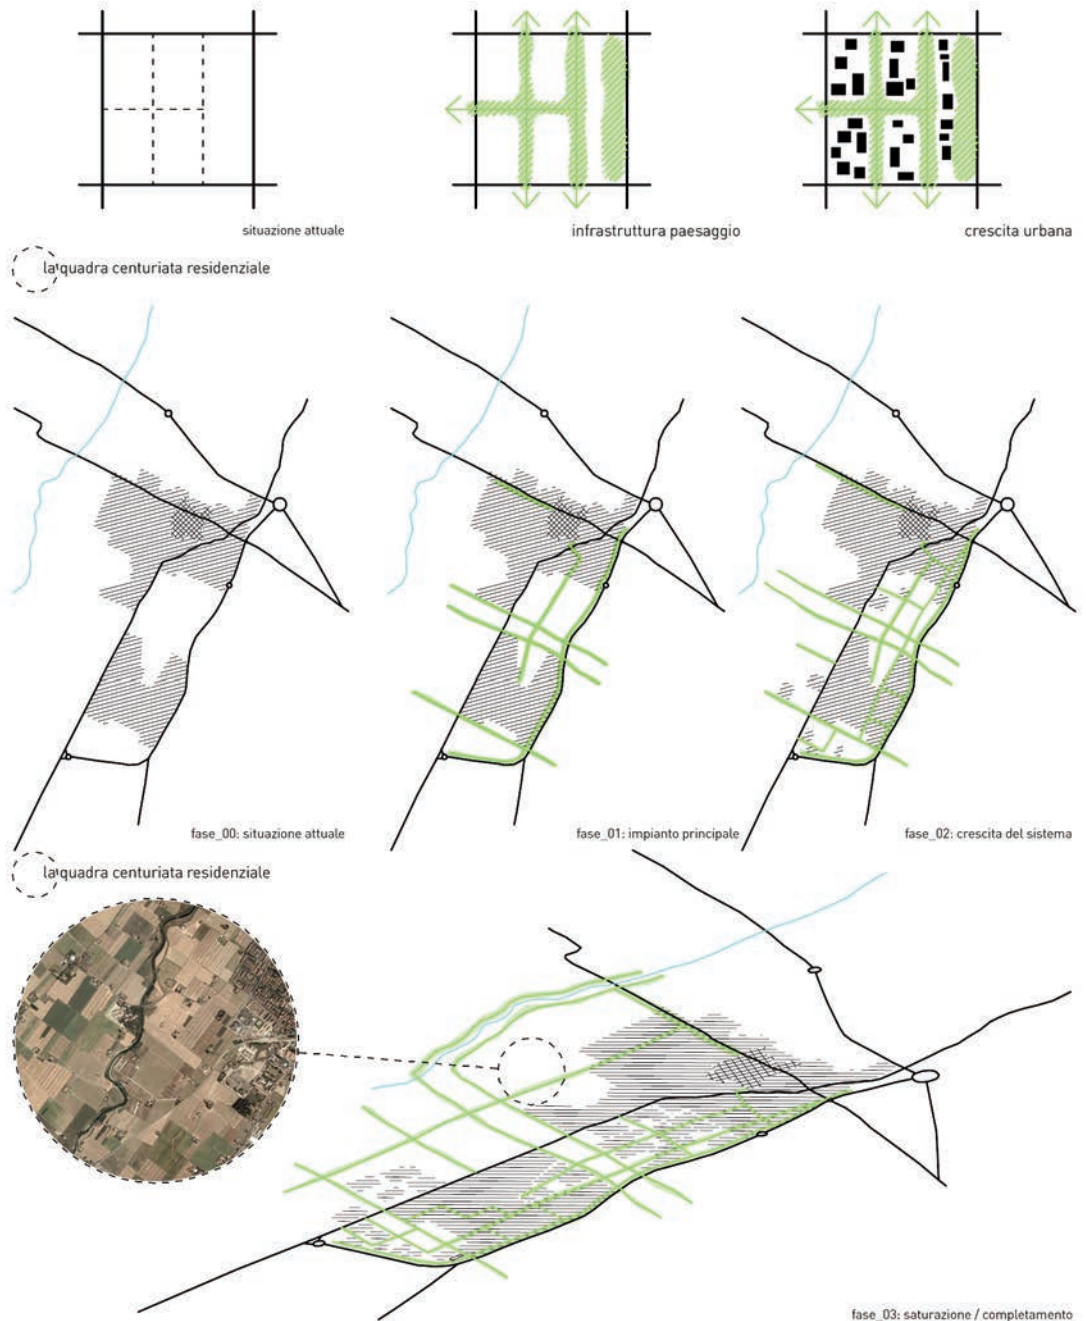 situazione attuale
infrastruttura paesaggio
crescita urbana
la quadra centuriata residenziale
fase_00: situazione attuale
fase_01: impianto principale
fase_02: crescita del sistema
la quadra centuriata residenziale
fase_03: saturazione / completamento